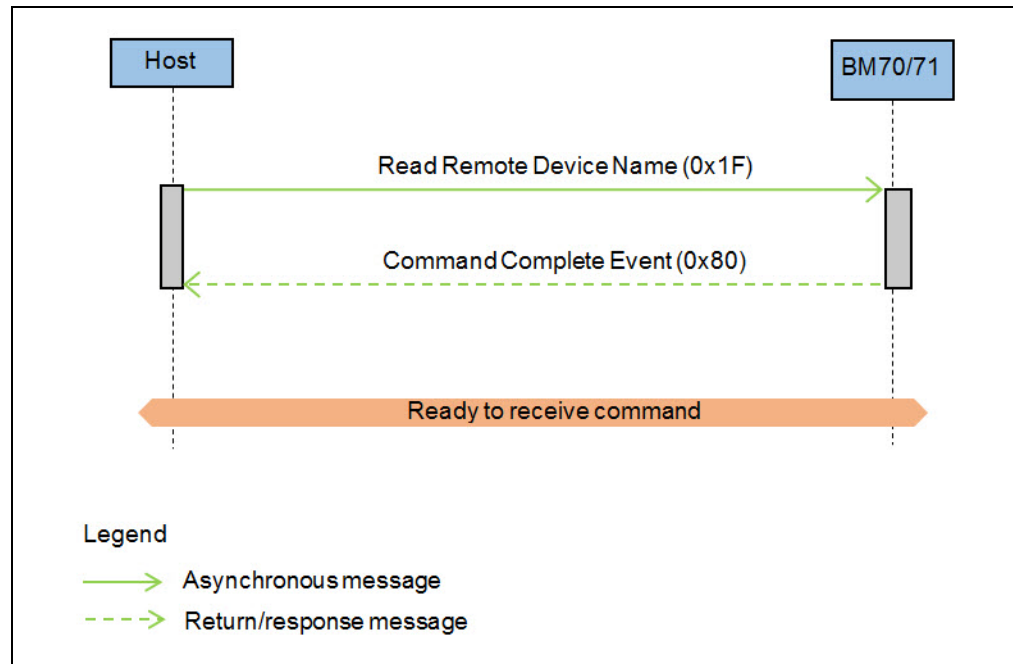 Host
BM70/71
Read Remote Device Name (0x1F)
Command Complete Event (0x80)
Ready to receive command
Legend
Asynchronous message
Return/response message